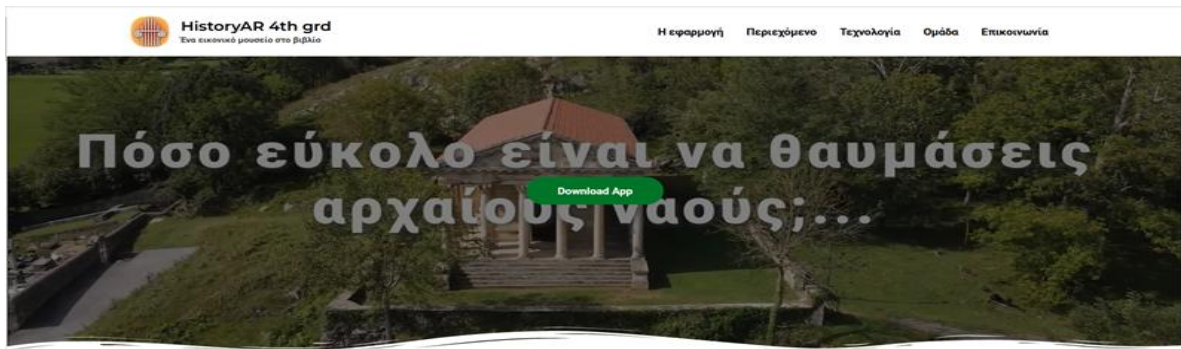 HistoryAR 4th grd
Ένα εικονικό μουσείο στο βιβλίο
Η εφαρμογή Περιεχόμενο Τεχνολογία Ομάδα Επικοινωνία
Πόσο εύκολο είναι να θαυμάσεις
Download App
αρχαίους ναούς;...